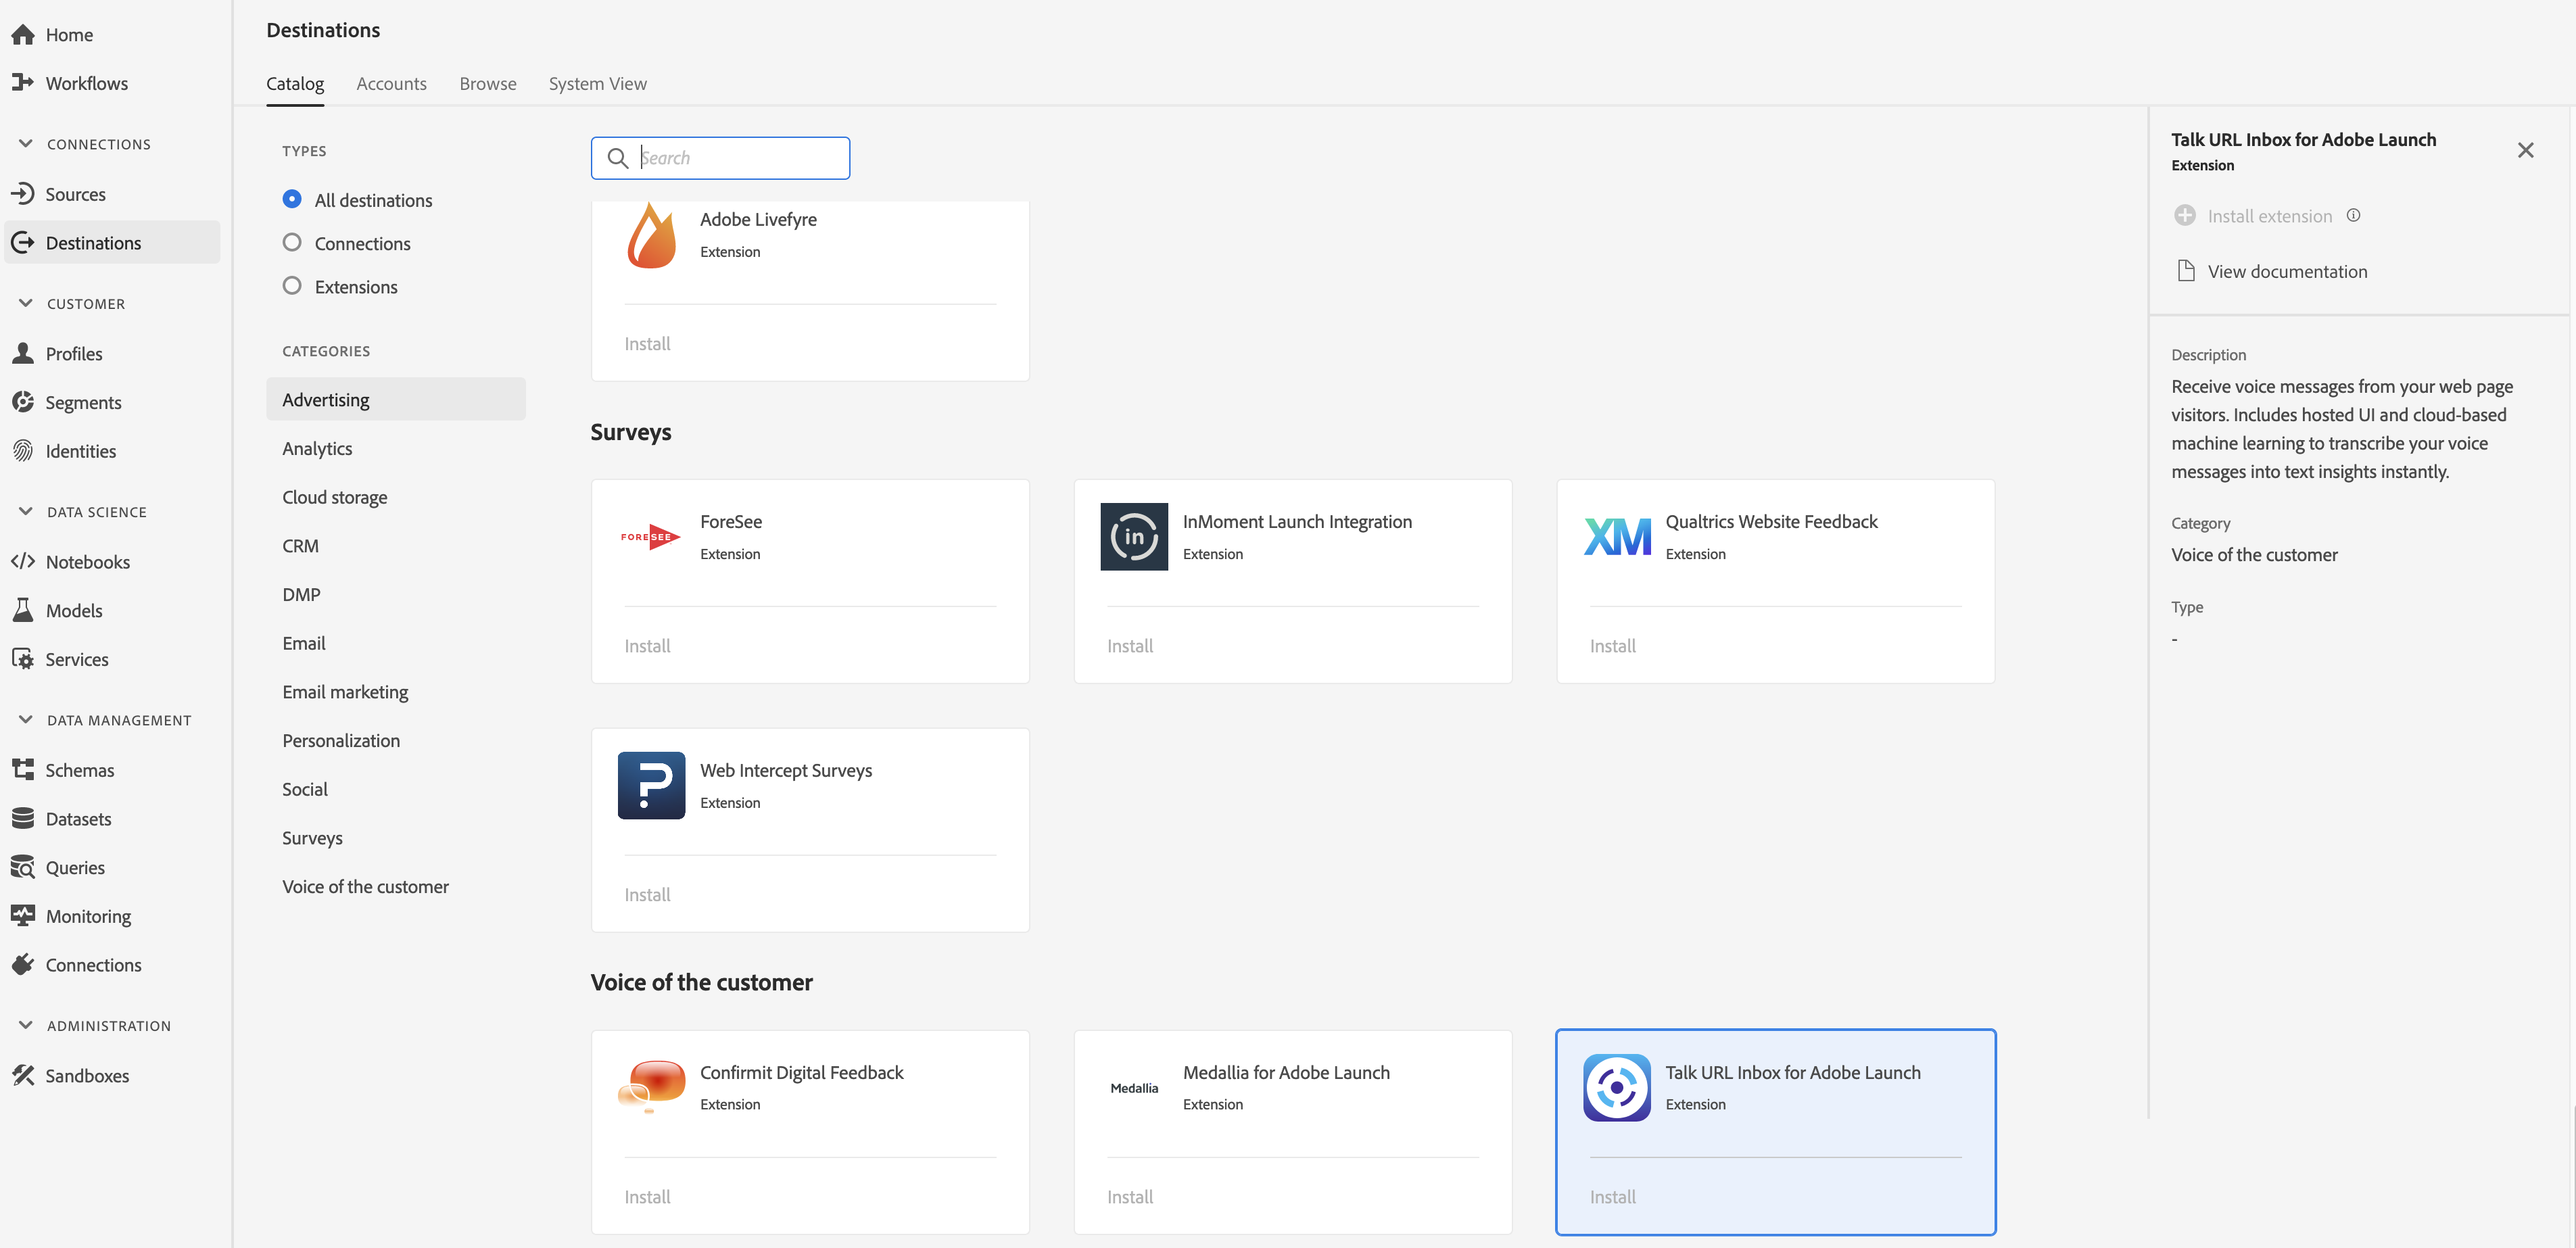 Home
Workflows
CONNECTIONS
Sources
Destinations
CUSTOMER
Profiles
Segments
Identities
DATA SCIENCE
Notebooks
Models
Services
DATA MANAGEMENT
Schemas
Datasets
Queries
Monitoring
Connections
ADMINISTRATION
Sandboxes
Destinations
Catalog Accounts Browse System View
TYPES
All destinations
Connections
Extensions
CATEGORIES
Advertising
Analytics
Cloud storage
CRM
DMP
Email
Email marketing
Personalization
Social
Surveys
Voice of the customer
Search
Adobe Livefyre
Extension
Install
Surveys
FORESEE
ForeSee
Extension
Install
in
InMoment Launch Integration
Extension
Install
XM
Qualtrics Website Feedback
Extension
Install
Web Intercept Surveys
Extension
Install
Voice of the customer
Confirmit Digital Feedback
Extension
Install
Medallia
Medallia for Adobe Launch
Extension
Install
Talk URL Inbox for Adobe Launch
Extension
Install
Talk URL Inbox for Adobe Launch
Extension
Install extension
View documentation
Description
Receive voice messages from your web page
visitors. Includes hosted UI and cloud-based
machine learning to transcribe your voice
messages into text insights instantly.
Category
Voice of the customer
Type
-